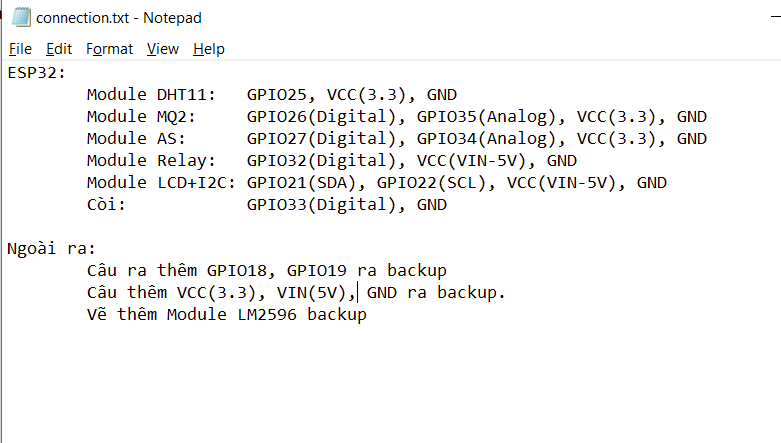 connection.txt - Notepad
File Edit Format View Help
ESP32:
Module DHT11: GPIO25, VCC(3.3), GND
Module MQ2: GPIO26(Digital), GPIO35(Analog), VCC(3.3), GND
Module AS: GPIO27(Digital), GPIO34(Analog), VCC(3.3), GND
Module Relay: GPIO32(Digital), VCC(VIN-5V), GND
Module LCD+I2C: GPIO21(SDA), GPIO22(SCL), VCC(VIN-5V), GND
Còi: GPIO33(Digital), GND
Ngoài ra:
Câu ra thêm GPIO18, GPIO19 ra backup
Câu thêm VCC(3.3), VIN(5V), GND ra backup.
Vẽ thêm Module LM2596 backup